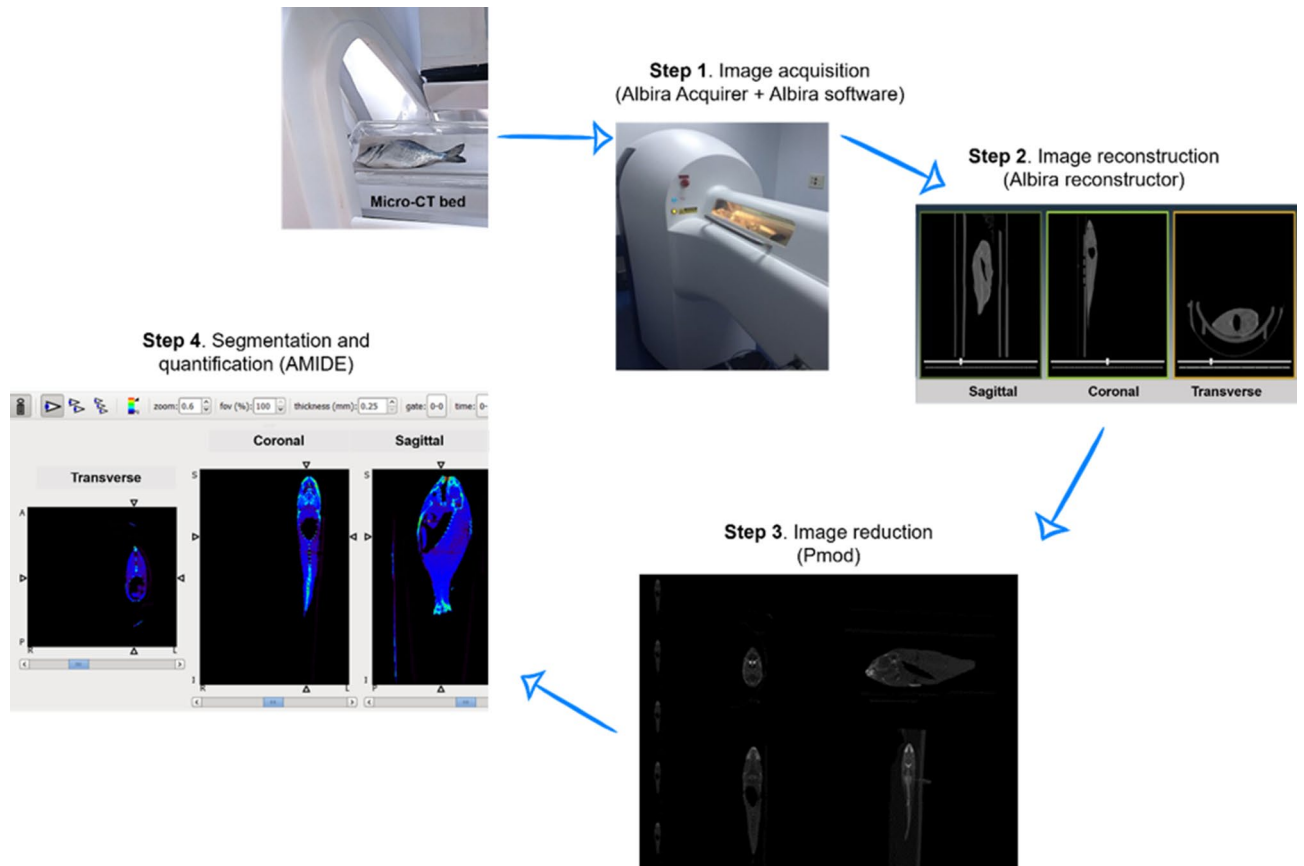 Micro-CT bed
Step 1. Image acquisition
(Albira Acquirer + Albira software)
Step 2. Image reconstruction
(Albira reconstructor)
Sagittal Coronal Transverse
Step 3. Image reduction
(Pmod)
Step 4. Segmentation and
quantification (AMIDE)
zoom: 0.6 fov (%): 100 thickness (mm): 0.25 gate: 0-0 time: 0-
Coronal Sagittal
Transverse
S S
A
P
R L
I I
R L P